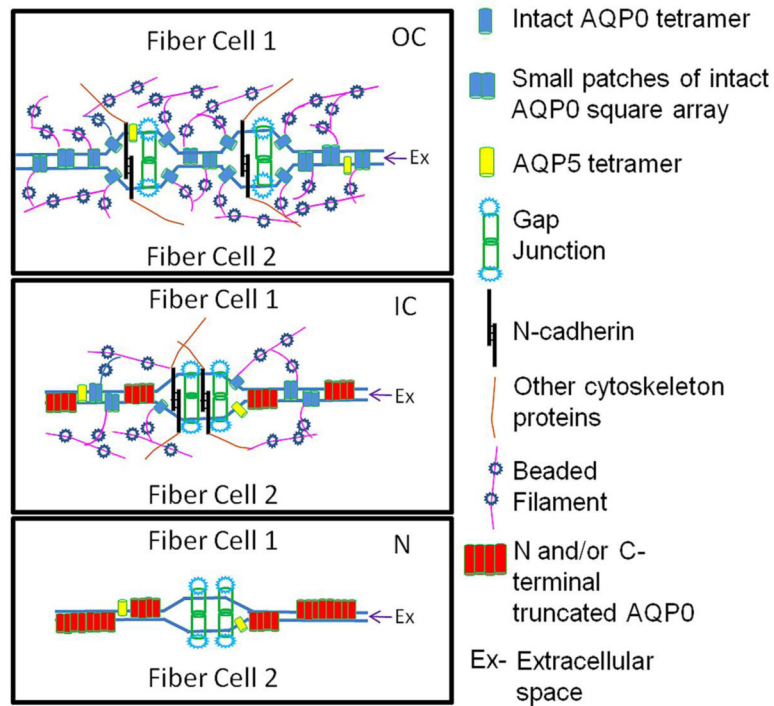 Fiber Cell 1
OC
Ex
Fiber Cell 2
Fiber Cell 1
IC
Ex
Fiber Cell 2
N
Fiber Cell 1
Ex
Fiber Cell 2
Intact AQP0 tetramer
Small patches of intact
AQP0 square array
AQP5 tetramer
Gap
Junction
N-cadherin
Other cytoskeleton
proteins
Beaded
Filament
N and/or C-
terminal
truncated AQP0
Ex- Extracellular
space